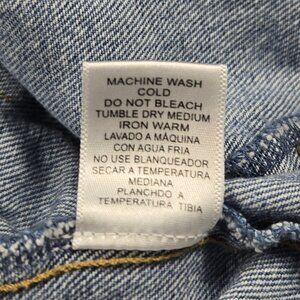 MACHINE WASH
COLD
DO NOT BLEACH
TUMBLE DRY MEDIUM
IRON WARM
LAVADO A MÁQUINA
CON AGUA FRIA
NO USE BLANQUEADOR
SECAR A TEMPERATURA
MEDIANA
PLANCHDO A
TEMPERATURA TIBIA